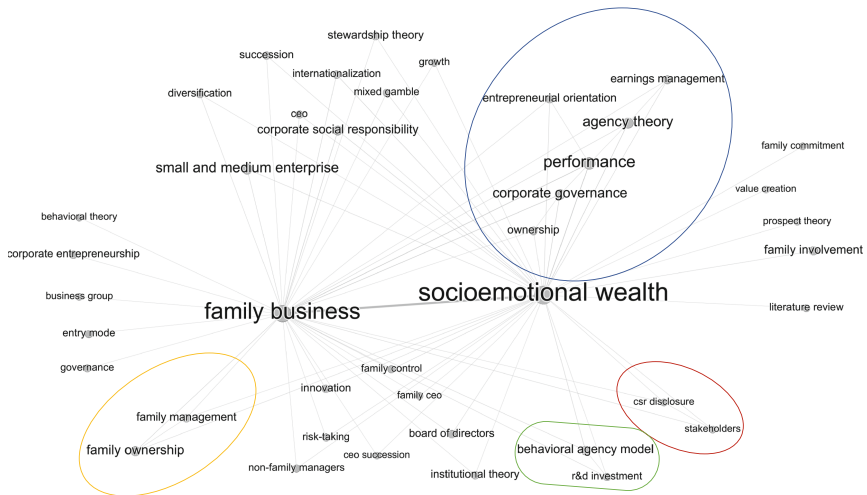 stewardship theory
succession
growth
internationalization
earnings management
diversification
mixed gamble
entrepreneurial orientation
ceo
agency theory
corporate social responsibility
family commitment
performance
small and medium enterprise
value creation
corporate governance
behavioral theory
prospect theory
ownership
corporate entrepreneurship
family involvement
socioemotional wealth
business group
family business
literature review
entry mode
governance
family control
innovation
family ceo
csr disclosure
family management
stakeholders
risk-taking
board of directors
family ownership
behavioral agency model
ceo succession
non-family managers
institutional theory
r&d investment